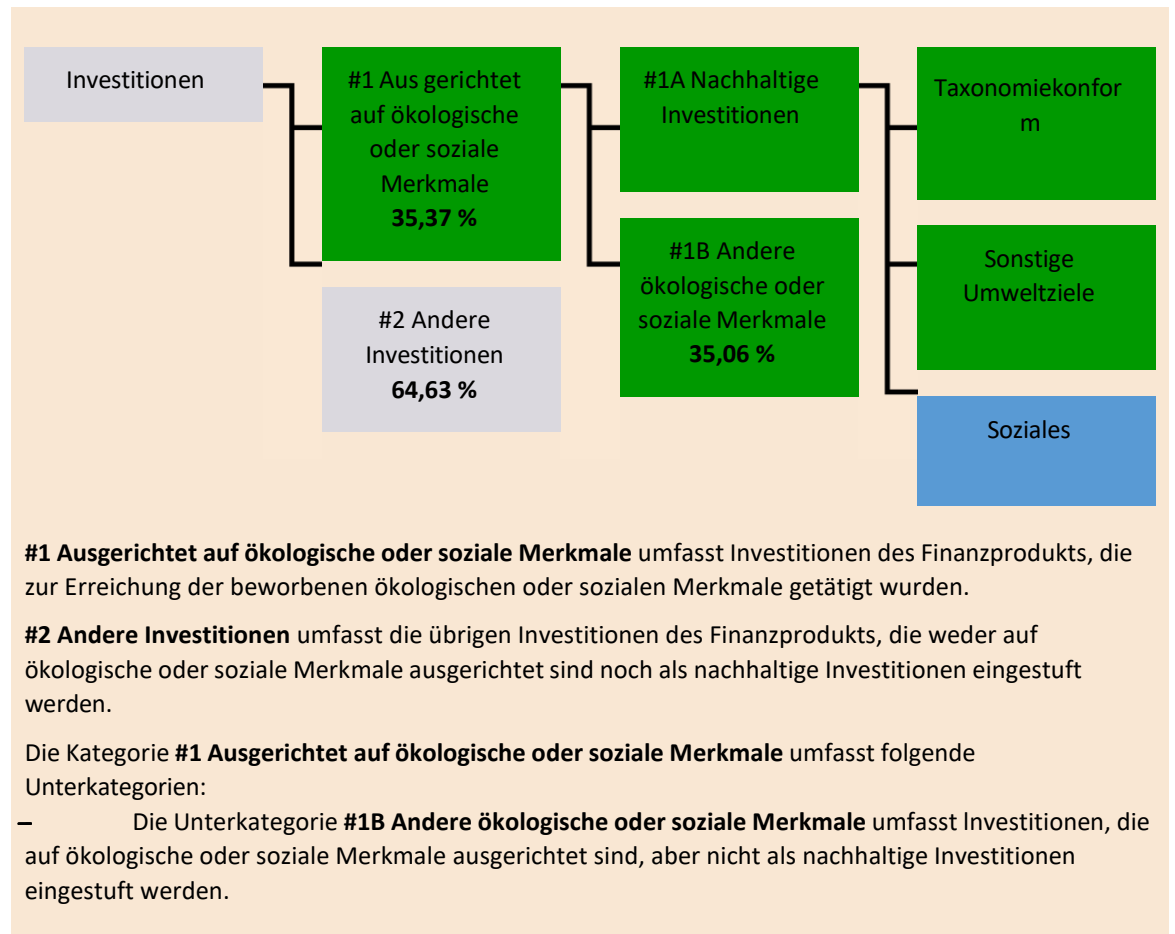 Investitionen
#1 Aus gerichtet
auf ökologische
oder soziale
Merkmale
35,37 %
#2 Andere
Investitionen
64,63 %
#1A Nachhaltige
Investitionen
#1B Andere
ökologische oder
soziale Merkmale
35,06 %
Taxonomiekonfor
m
Sonstige
Umweltziele
Soziales
#1 Ausgerichtet auf ökologische oder soziale Merkmale umfasst Investitionen des Finanzprodukts, die
zur Erreichung der beworbenen ökologischen oder sozialen Merkmale getätigt wurden.
#2 Andere Investitionen umfasst die übrigen Investitionen des Finanzprodukts, die weder auf
ökologische oder soziale Merkmale ausgerichtet sind noch als nachhaltige Investitionen eingestuft
werden.
Die Kategorie #1 Ausgerichtet auf ökologische oder soziale Merkmale umfasst folgende
Unterkategorien:
– Die Unterkategorie #1B Andere ökologische oder soziale Merkmale umfasst Investitionen, die
auf ökologische oder soziale Merkmale ausgerichtet sind, aber nicht als nachhaltige Investitionen
eingestuft werden.